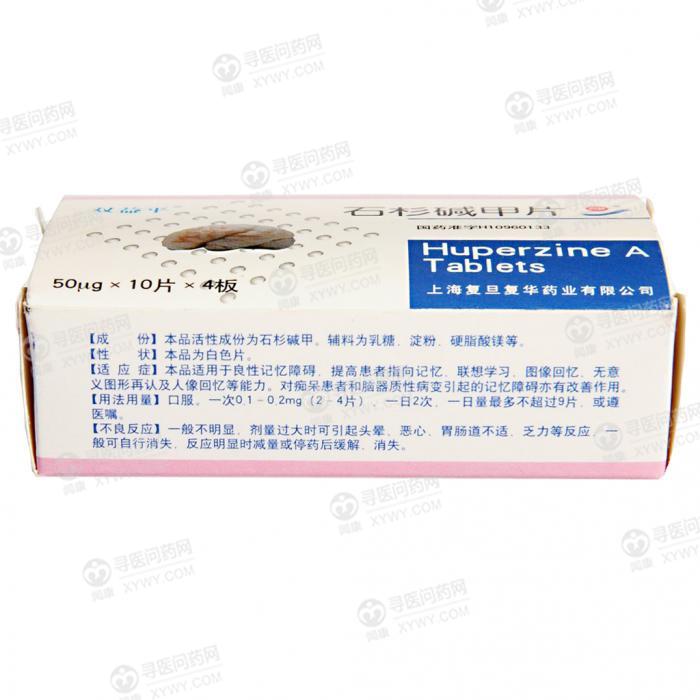 双益平
石杉碱甲片
国药准字H10960133
Huperzine A
Tablets
50μg × 10片 × 4板
上海复旦复华药业有限公司
【成 份】本品活性成份为石杉碱甲。辅料为乳糖、淀粉、硬脂酸镁等。
【性 状】本品为白色片。
【适 应 症】本品适用于良性记忆障碍，提高患者指向记忆、联想学习、图像回忆、无意
义图形再认及人像回忆等能力。对痴呆患者和脑器质性病变引起的记忆障碍亦有改善作用。
【用法用量】口服。一次0.1-0.2mg（2-4片），一日2次，一日量最多不超过9片，或遵
医嘱。
【不良反应】一般不明显，剂量过大时可引起头晕、恶心、胃肠道不适、乏力等反应，一
般可自行消失，反应明显时减量或停药后缓解、消失。
寻医问药网
闻康 XYWY.COM